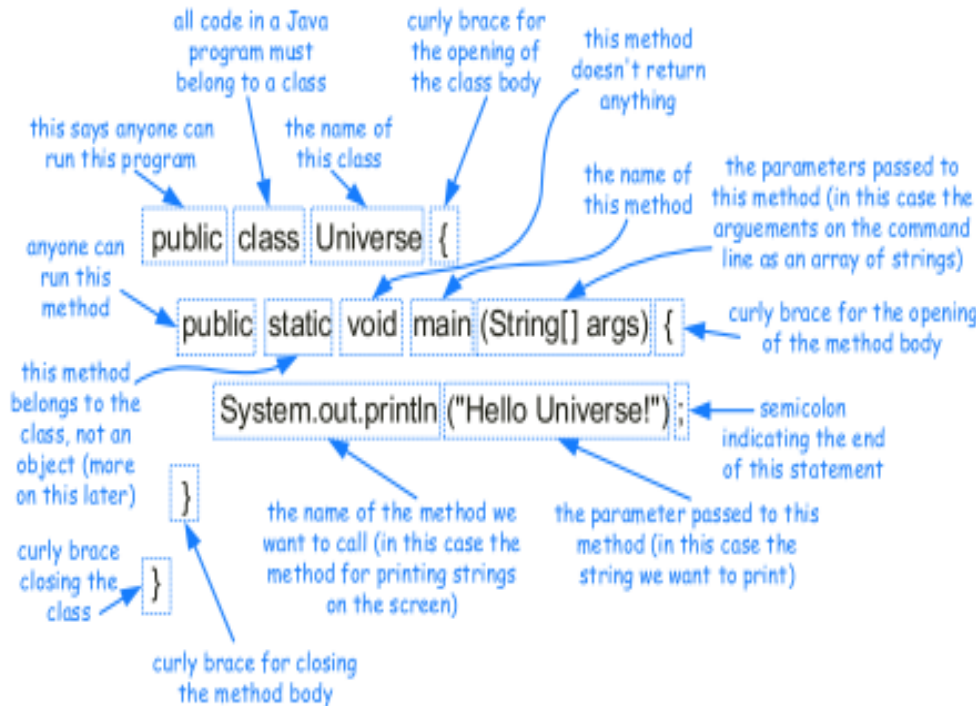 all code in a Java
program must
belong to a class
curly brace for
the opening of
the class body
this method
doesn't return
anything
this says anyone can
run this program
the name of
this class
the name of
this method
the parameters passed to
this method (in this case the
arguements on the command
line as an array of strings)
public class Universe {
anyone can
run this
method
public static void main (String[] args) {
curly brace for the opening
of the method body
this method
belongs to the
class, not an
object (more
on this later)
System.out.println ("Hello Universe!") ;
semicolon
indicating the end
of this statement
}
the name of the method we
want to call (in this case the
method for printing strings
on the screen)
the parameter passed to this
method (in this case the
string we want to print)
curly brace
closing the
class
}
curly brace for closing
the method body